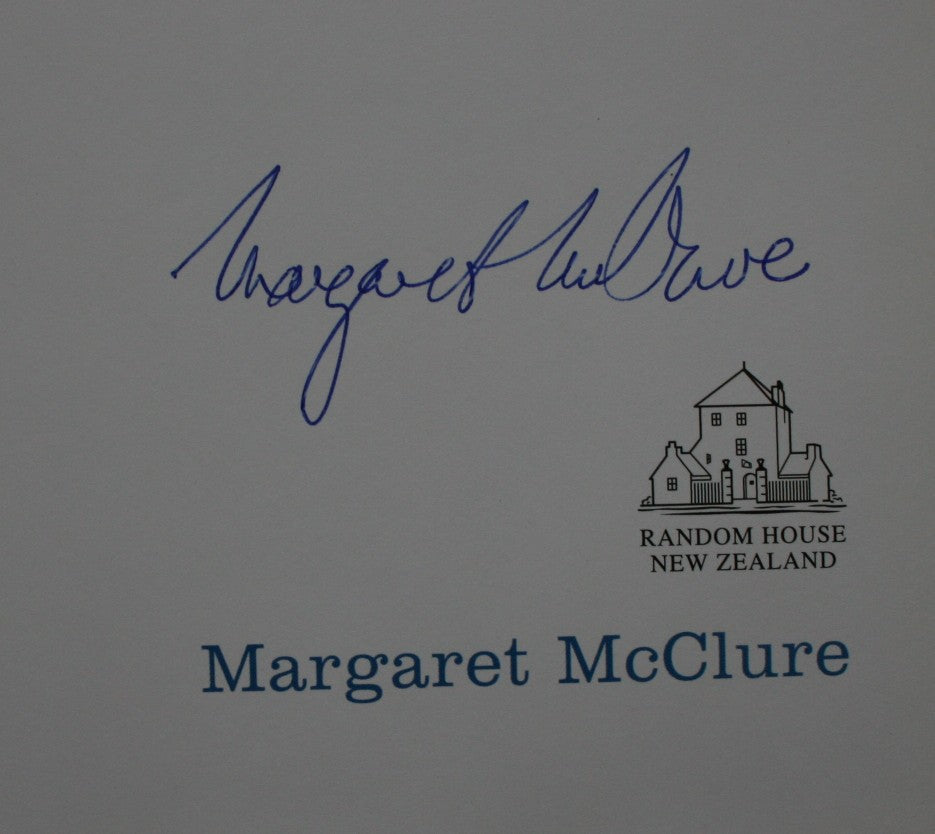 Margaret McClure
RANDOM HOUSE
NEW ZEALAND
Margaret McClure